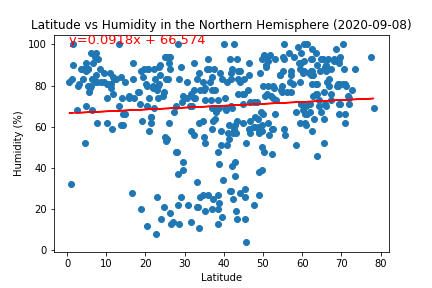 Latitude vs Humidity in the Northern Hemisphere (2020-09-08)
y=0.0918x + 66.574
100
80
60
40
20
0
Humidity (%)
0 10 20 30 40 50 60 70 80
Latitude